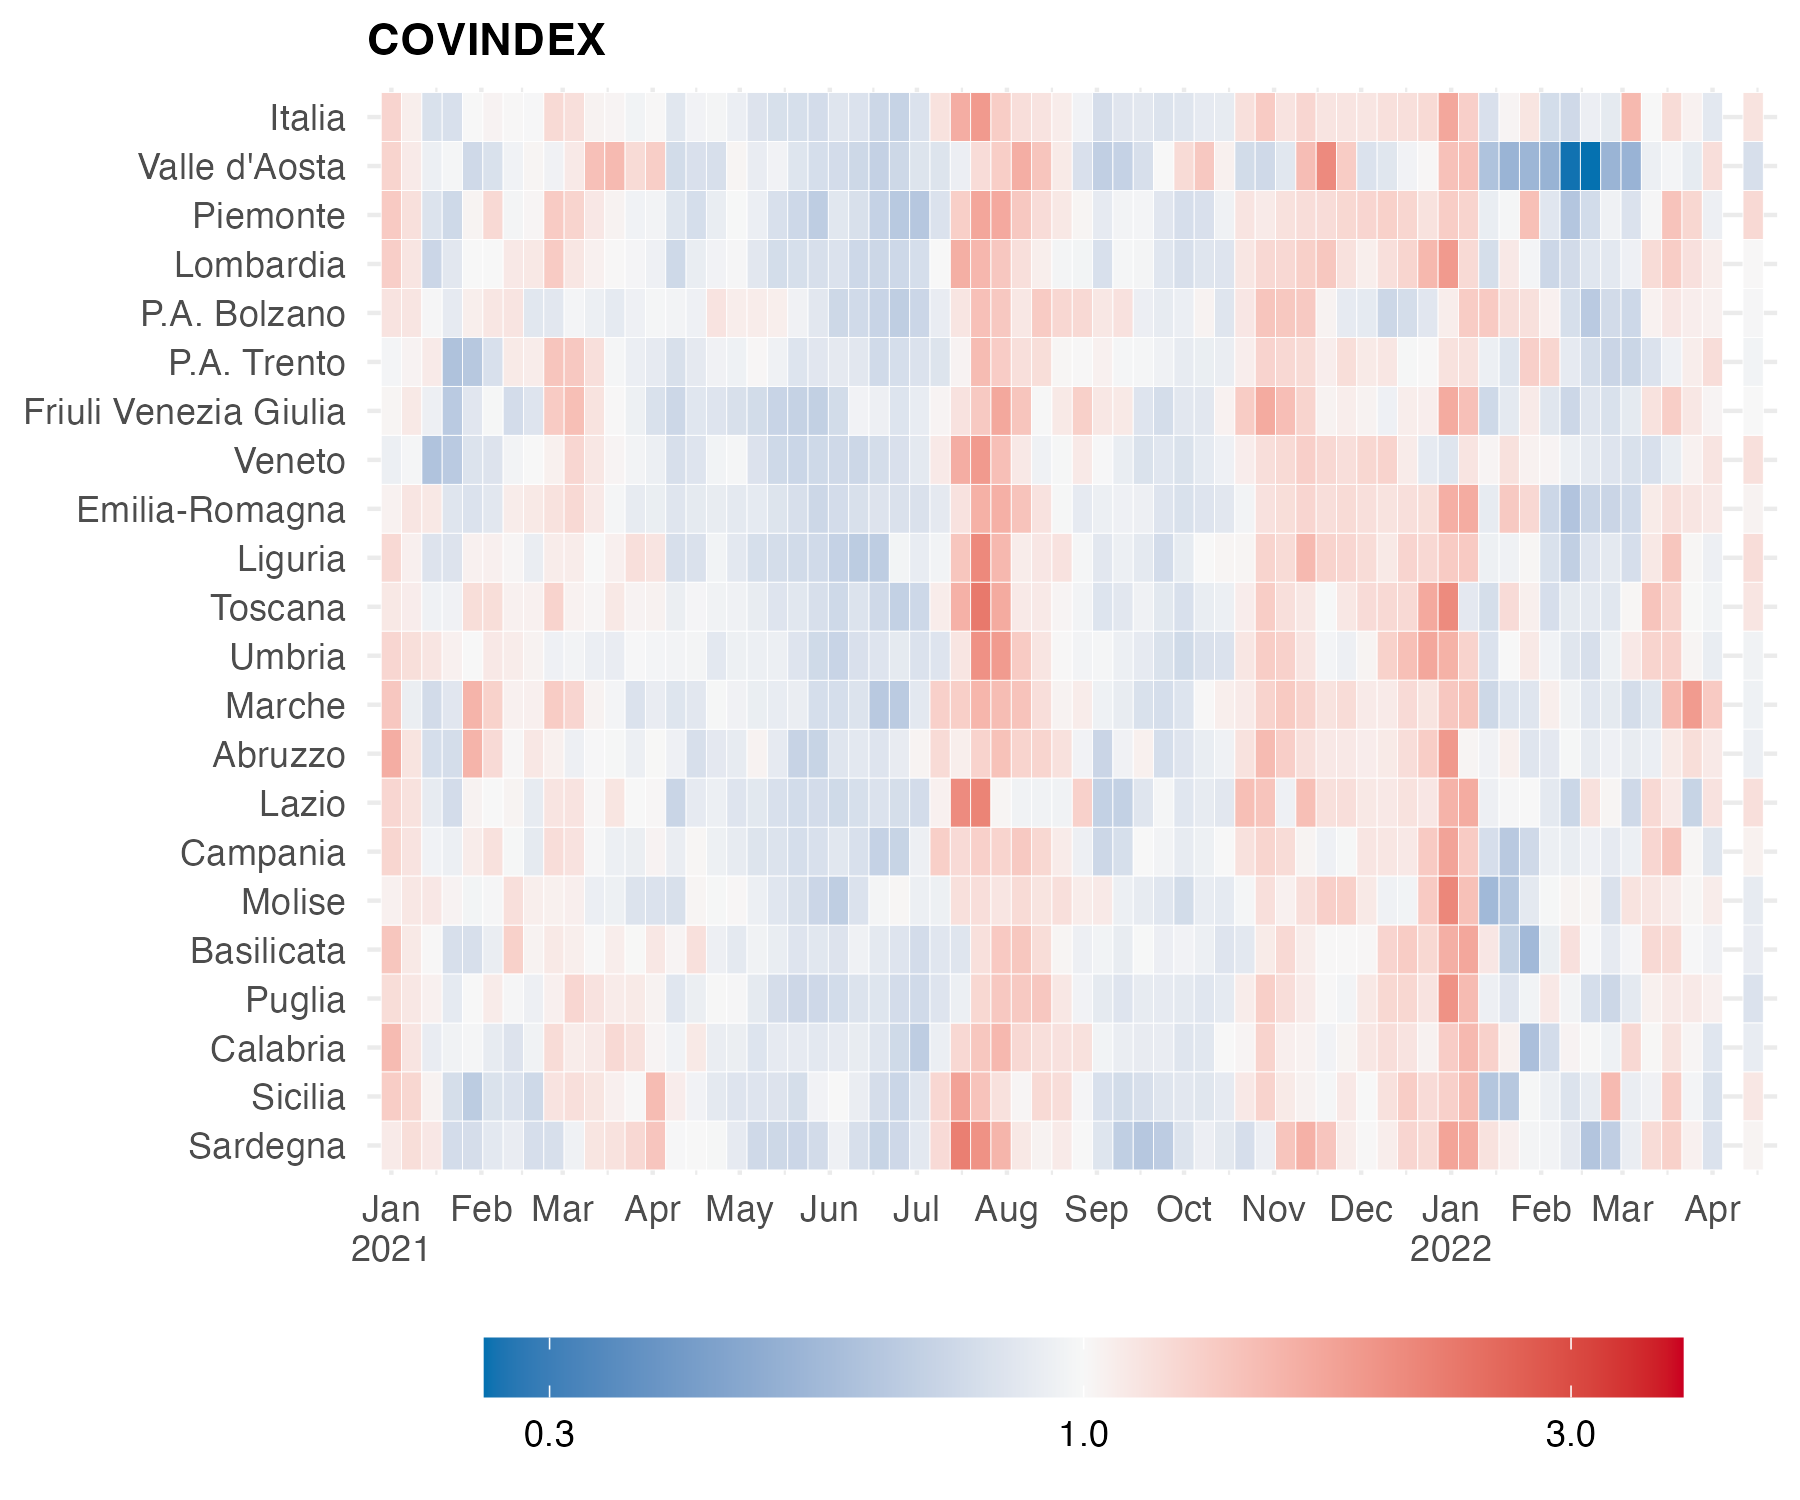 COVINDEX
Italia
Valle d'Aosta
Piemonte
Lombardia
P.A. Bolzano
P.A. Trento
Friuli Venezia Giulia
Veneto
Emilia-Romagna
Liguria
Toscana
Umbria
Marche
Abruzzo
Lazio
Campania
Molise
Basilicata
Puglia
Calabria
Sicilia
Sardegna
Jan Feb Mar Apr May Jun Jul Aug Sep Oct Nov Dec Jan Feb Mar Apr
2021 2022
0.3 1.0 3.0